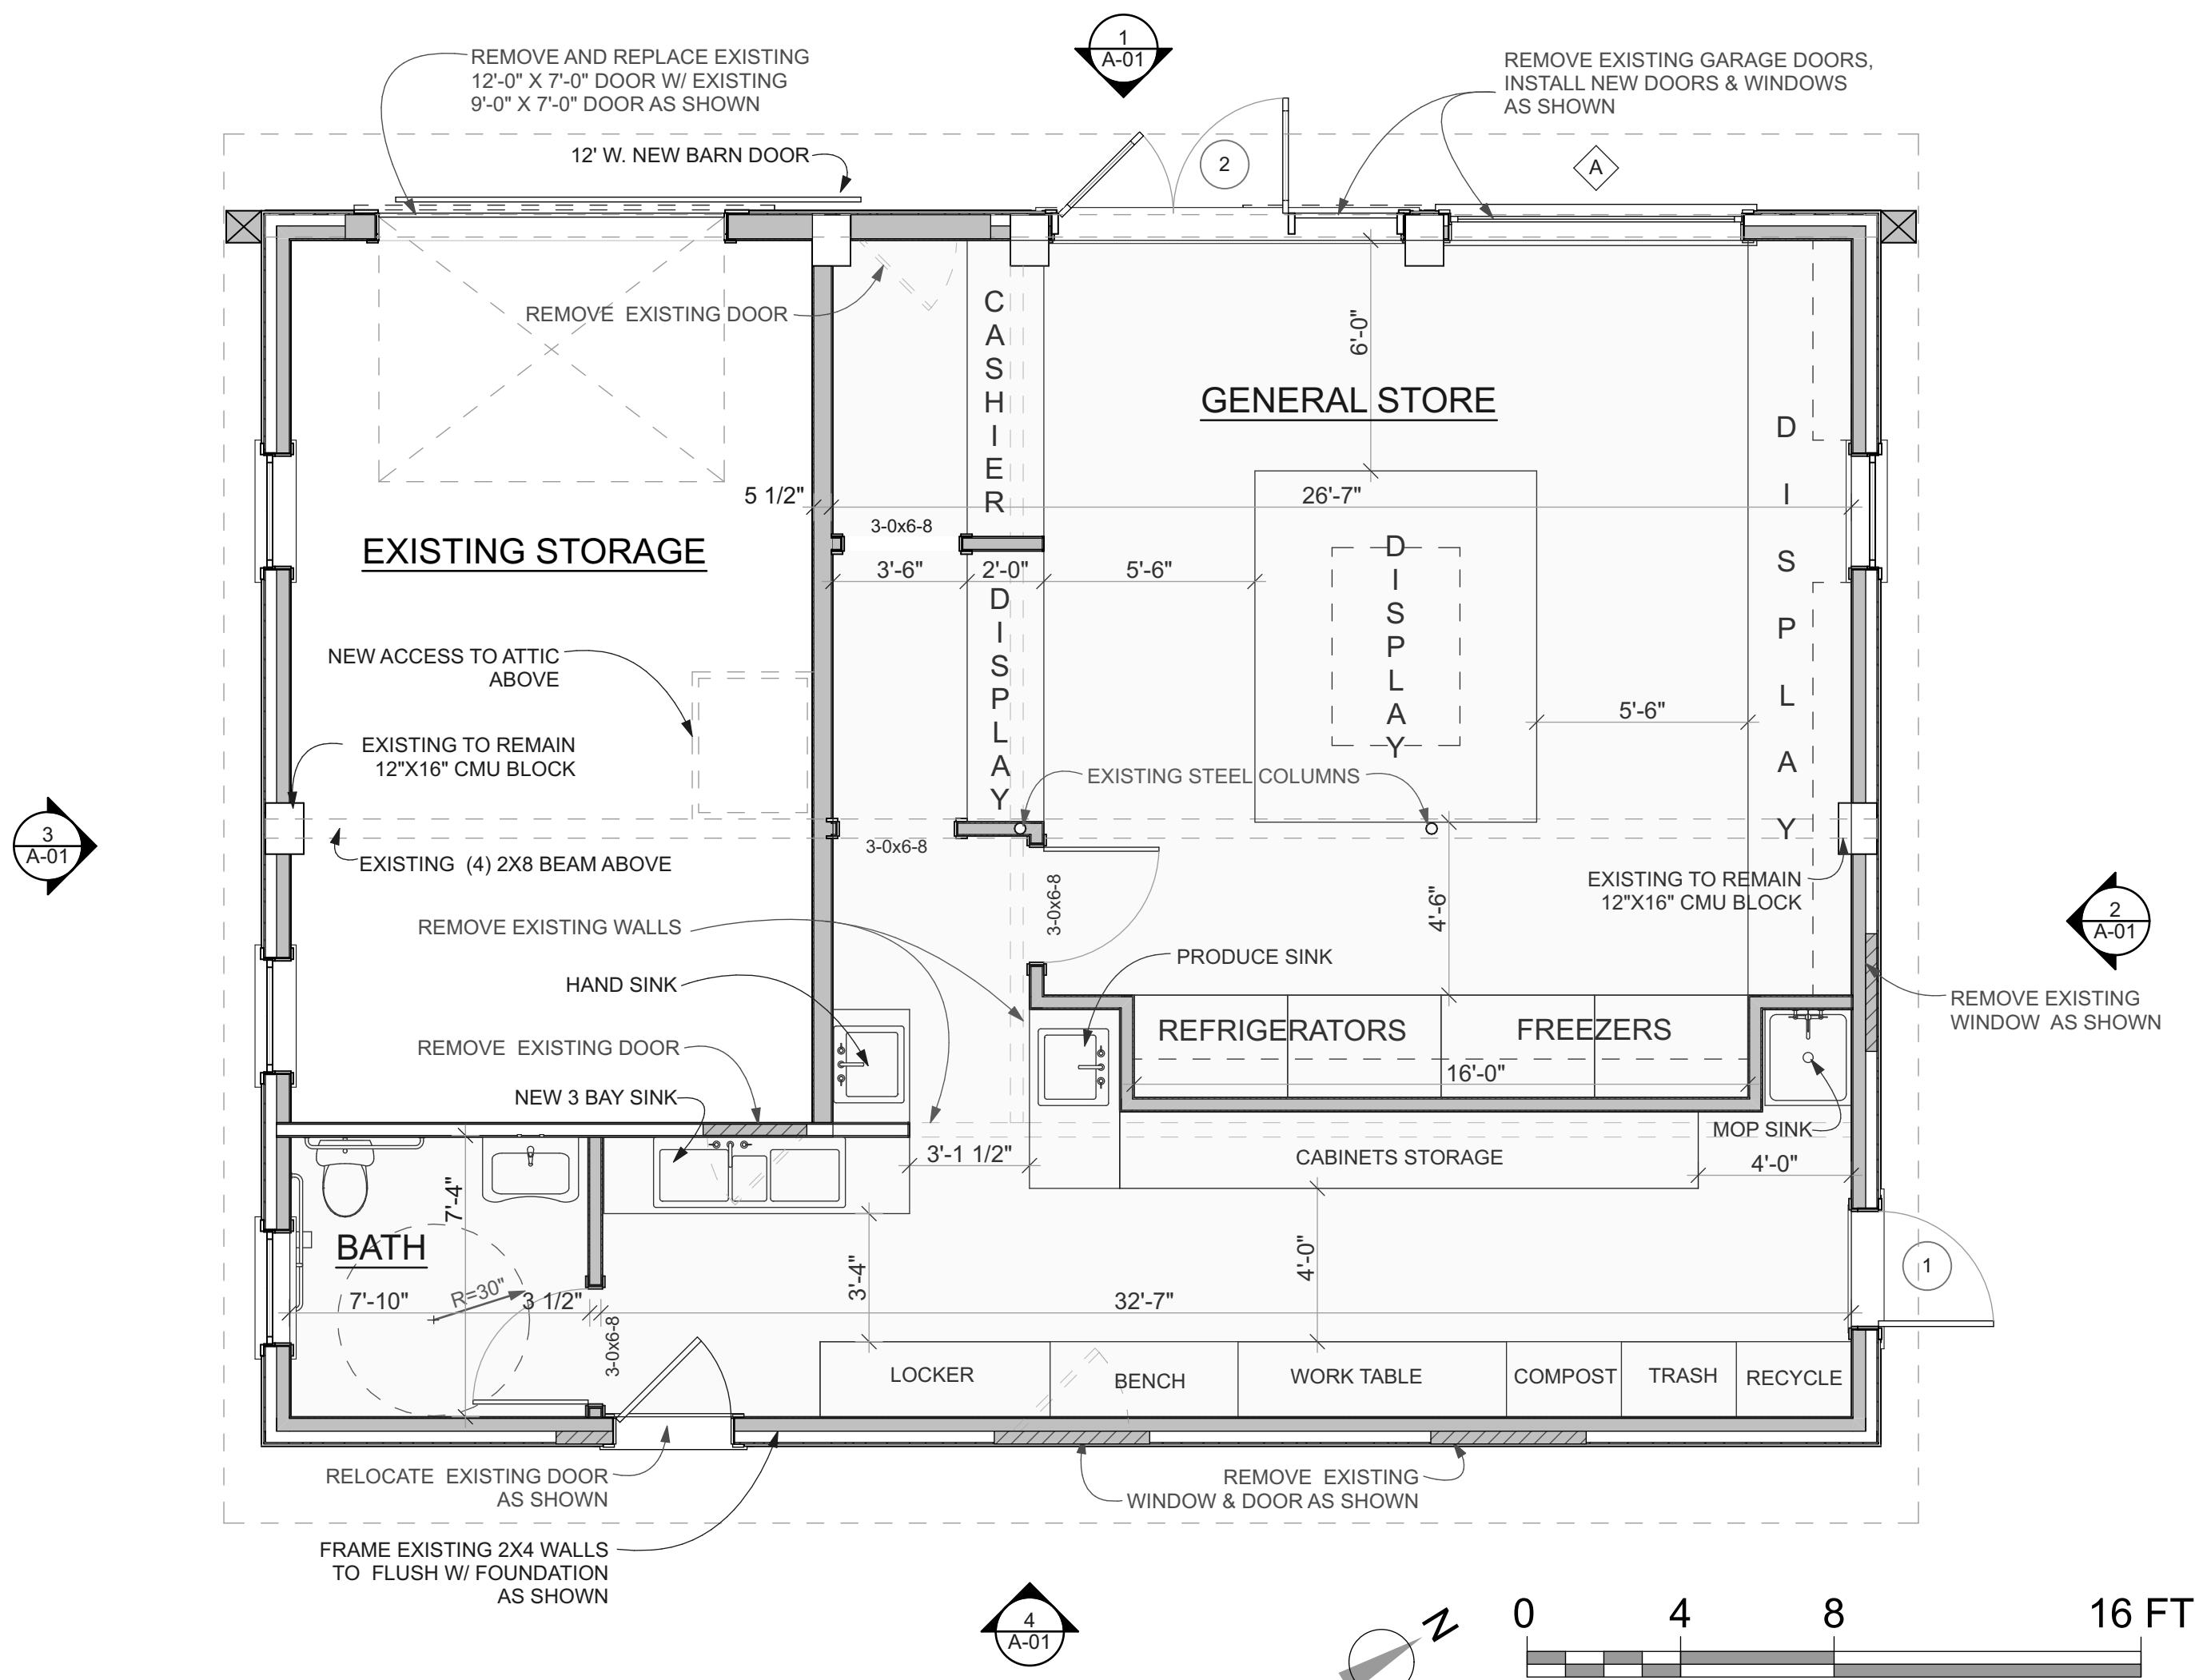 1
A-01
REMOVE AND REPLACE EXISTING
12'-0" X 7'-0" DOOR W/ EXISTING
9'-0" X 7'-0" DOOR AS SHOWN
REMOVE EXISTING GARAGE DOORS,
INSTALL NEW DOORS & WINDOWS
AS SHOWN
12' W. NEW BARN DOOR
2
A
REMOVE EXISTING DOOR
CASHIER
6'-0"
GENERAL STORE
DISPLAY
5 1/2"
26'-7"
3-0x6-8
EXISTING STORAGE
DISPLAY
3'-6"
2'-0"
5'-6"
DISPLAY
NEW ACCESS TO ATTIC
ABOVE
5'-6"
EXISTING TO REMAIN
12"X16" CMU BLOCK
EXISTING STEEL COLUMNS
3
A-01
EXISTING (4) 2X8 BEAM ABOVE
3-0x6-8
3-0x6-8
4'-6"
EXISTING TO REMAIN
12"X16" CMU BLOCK
2
A-01
REMOVE EXISTING WALLS
HAND SINK
PRODUCE SINK
REMOVE EXISTING
WINDOW AS SHOWN
REFRIGERATORS
FREEZERS
REMOVE EXISTING DOOR
16'-0"
NEW 3 BAY SINK
MOP SINK
3'-1 1/2"
CABINETS STORAGE
4'-0"
7'-4"
BATH
3'-4"
4'-0"
1
7'-10"
R=30"
3 1/2"
32'-7"
3-0x6-8
LOCKER
BENCH
WORK TABLE
COMPOST
TRASH
RECYCLE
RELOCATE EXISTING DOOR
AS SHOWN
REMOVE EXISTING
WINDOW & DOOR AS SHOWN
FRAME EXISTING 2X4 WALLS
TO FLUSH W/ FOUNDATION
AS SHOWN
4
A-01
N
0 4 8 16 FT